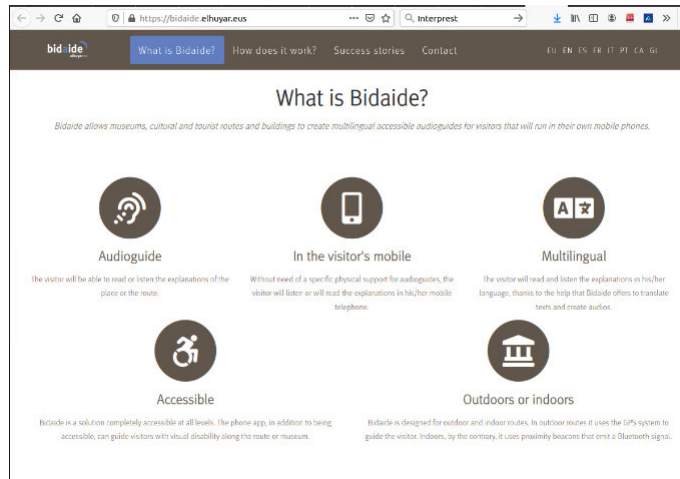 https://bidaide.elhuyar.eus
Interprest
bidaide
elhuyar
What is Bidaide? How does it work? Success stories Contact
EU EN ES FR IT PT CA GL
What is Bidaide?
Bidaide allows museums, cultural and tourist routes and buildings to create multilingual accessible audioguides for visitors that will run in their own mobile phones.
Audioguide
The visitor will be able to read or listen the explanations of the
place or the route.
In the visitor's mobile
Without need of a specific physical support for audioguides, the
visitor will listen or will read the explanations in his/her mobile
telephone.
A
Multilingual
The visitor will read and listen the explanations in his/her
language, thanks to the help that Bidaide offers to translate
texts and create audios.
Accessible
Bidaide is a solution completely accessible at all levels. The phone app, in addition to being
accessible, can guide visitors with visual disability along the route or museum.
Outdoors or indoors
Bidaide is designed for outdoor and indoor routes. In outdoor routes it uses the GPS system to
guide the visitor. Indoors, by the contrary, it uses proximity beacons that emit a Bluetooth signal.